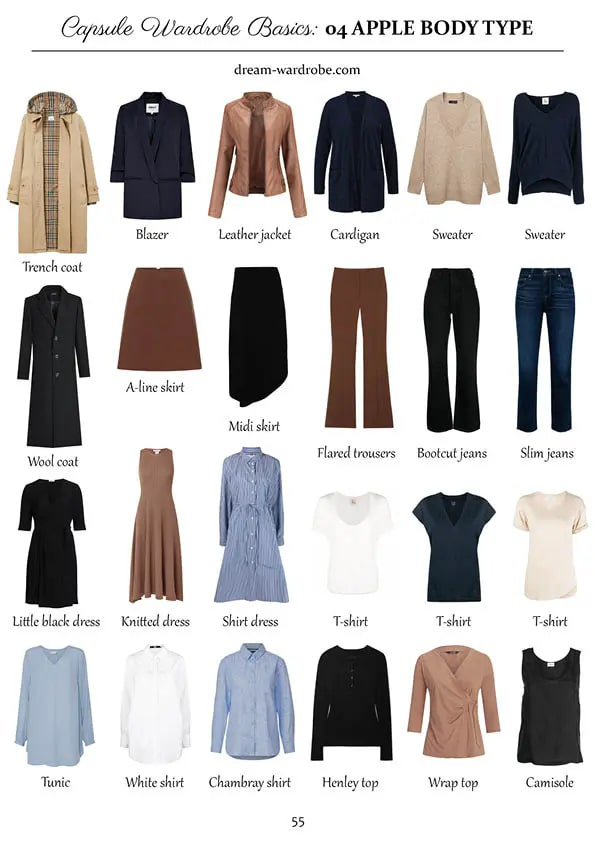 Capsule Wardrobe Basics: 04 APPLE BODY TYPE
dream-wardrobe.com
Blazer
Leather jacket
Cardigan
Sweater
Sweater
Trench coat
A-line skirt
Midi skirt
Flared trousers
Bootcut jeans
Slim jeans
Wool coat
Little black dress
Knitted dress
Shirt dress
T-shirt
T-shirt
T-shirt
Tunic
White shirt
Chambray shirt
Henley top
Wrap top
Camisole
55